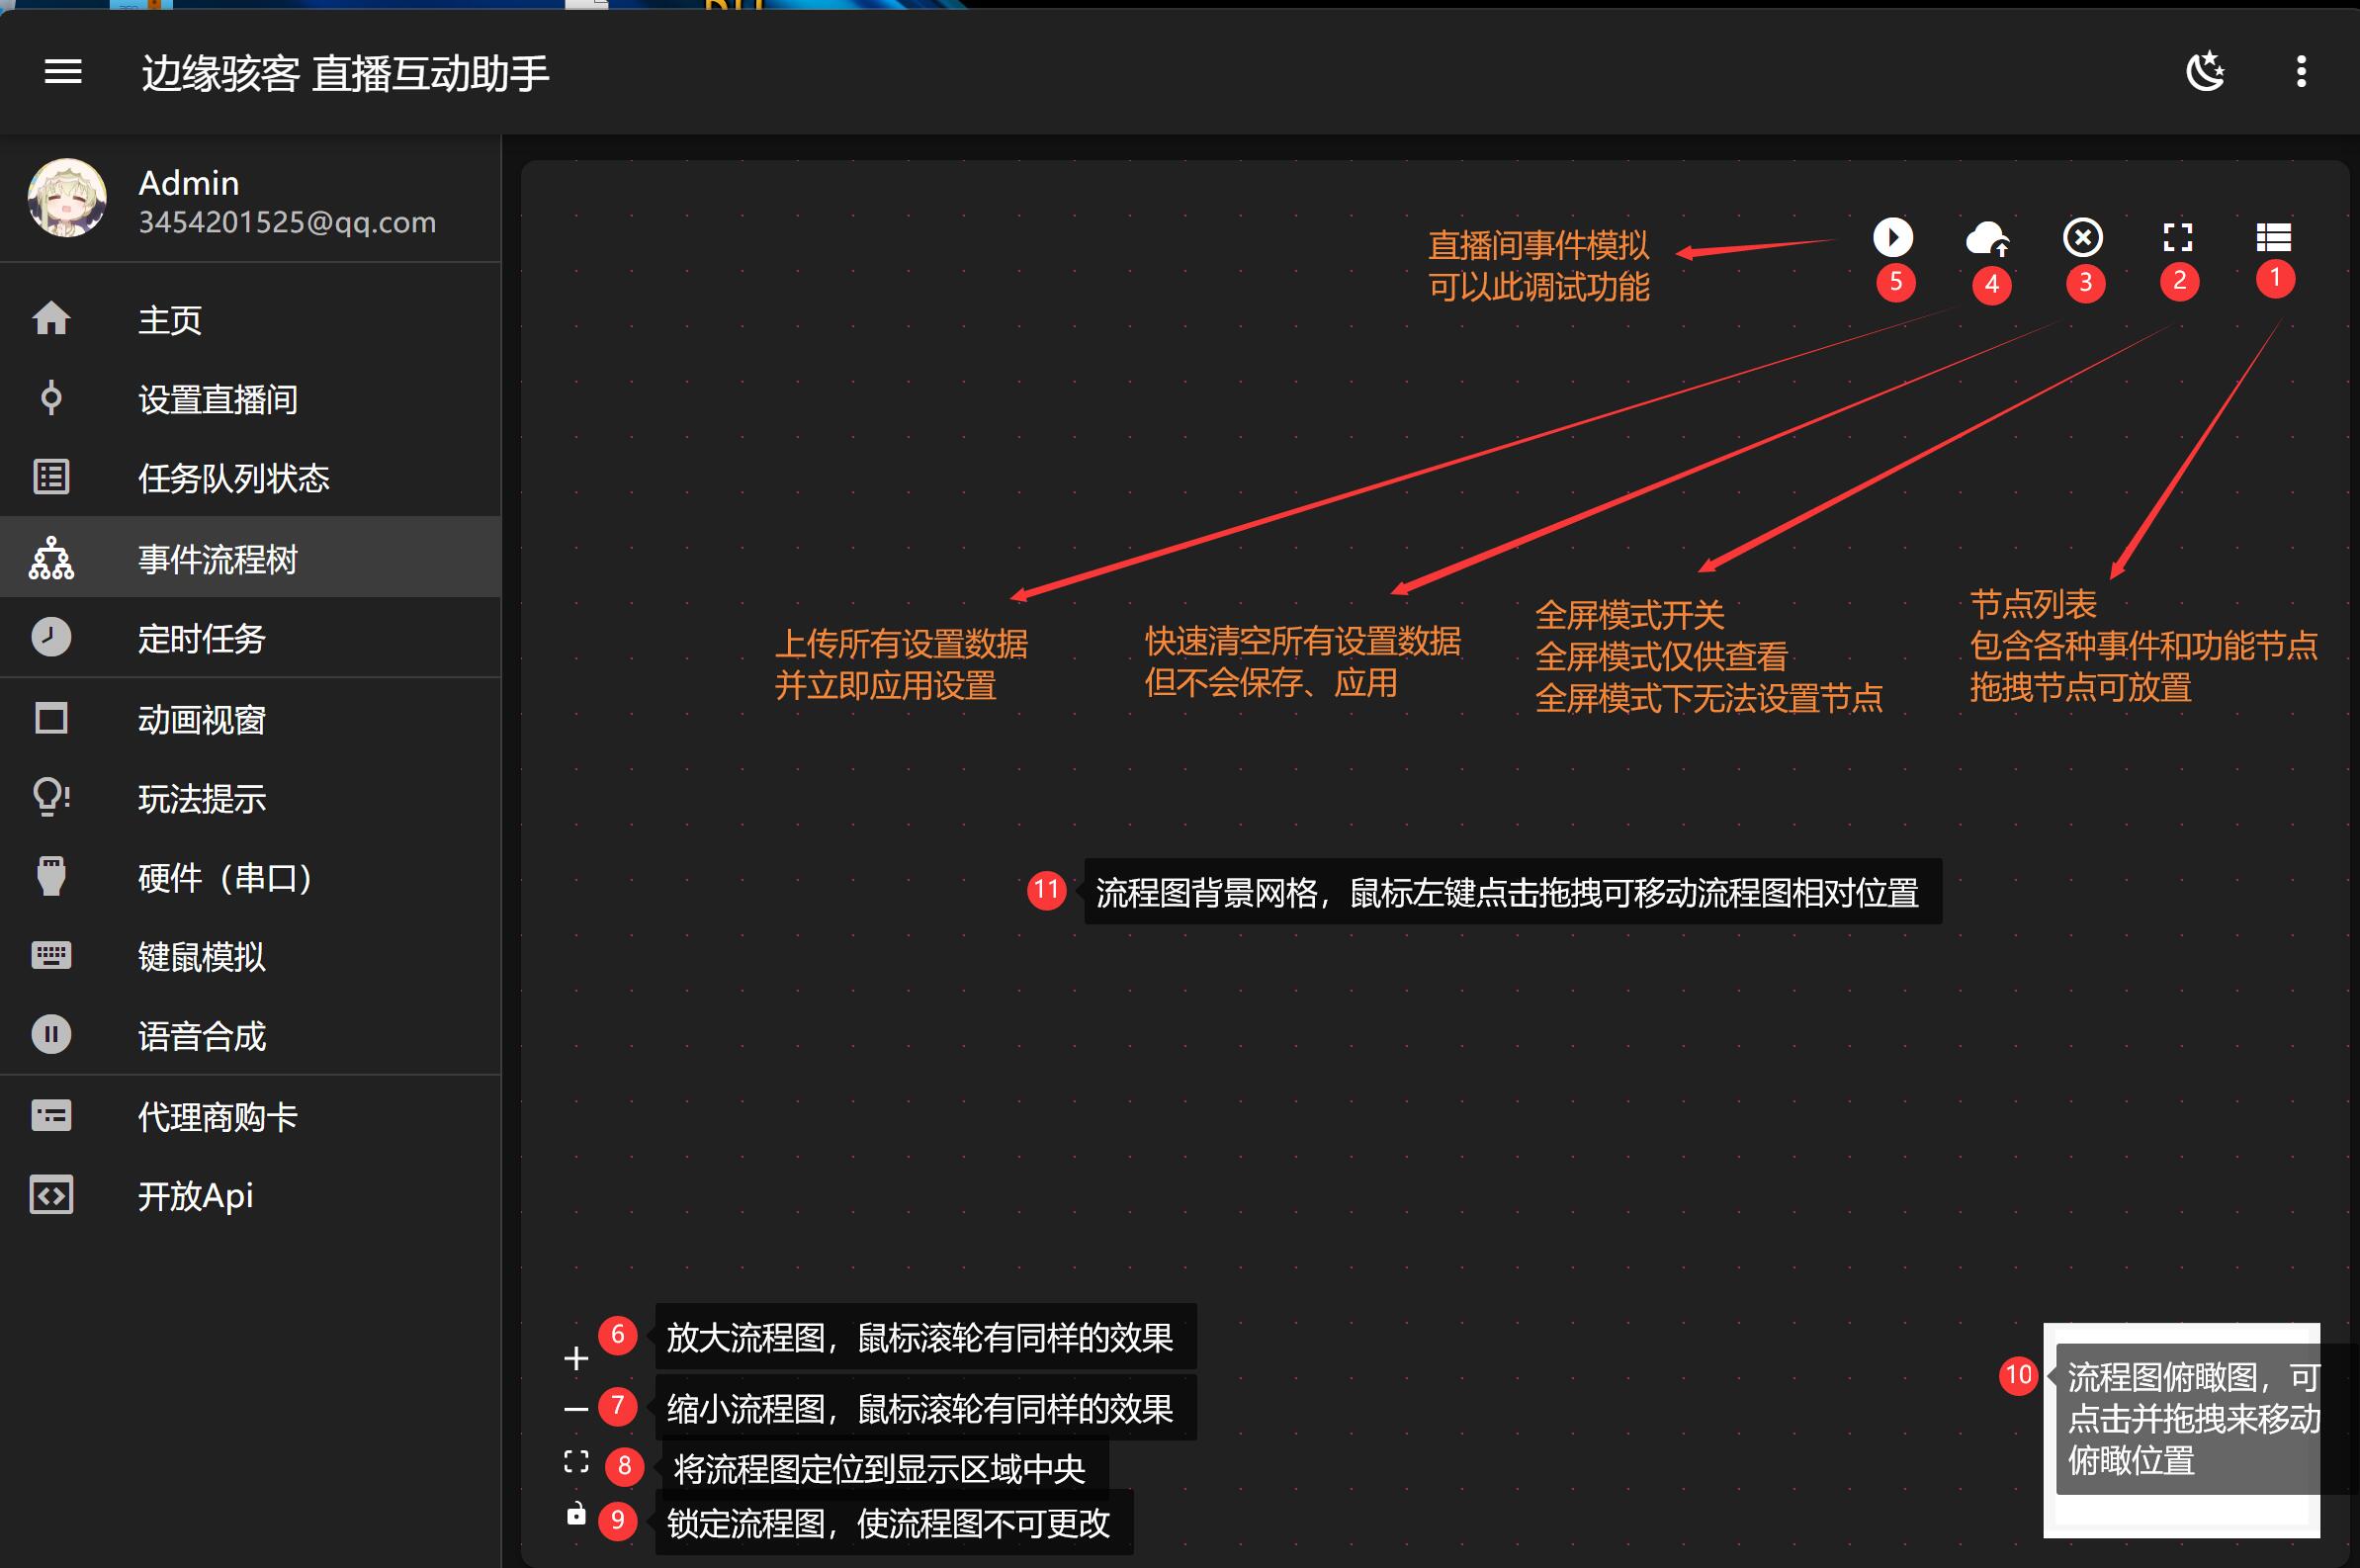 边缘骇客 直播互动助手
Admin
3454201525@qq.com
主页
设置直播间
任务队列状态
事件流程树
定时任务
动画视窗
玩法提示
硬件（串口）
键鼠模拟
语音合成
代理商购卡
开放Api
直播间事件模拟
可以此调试功能
5
4
3
2
1
上传所有设置数据
并立即应用设置
快速清空所有设置数据
但不会保存、应用
全屏模式开关
全屏模式仅供查看
全屏模式下无法设置节点
节点列表
包含各种事件和功能节点
拖拽节点可放置
11 流程图背景网格，鼠标左键点击拖拽可移动流程图相对位置
6 放大流程图，鼠标滚轮有同样的效果
7 缩小流程图，鼠标滚轮有同样的效果
8 将流程图定位到显示区域中央
9 锁定流程图，使流程图不可更改
10 流程图俯瞰图，可
点击并拖拽来移动
俯瞰位置